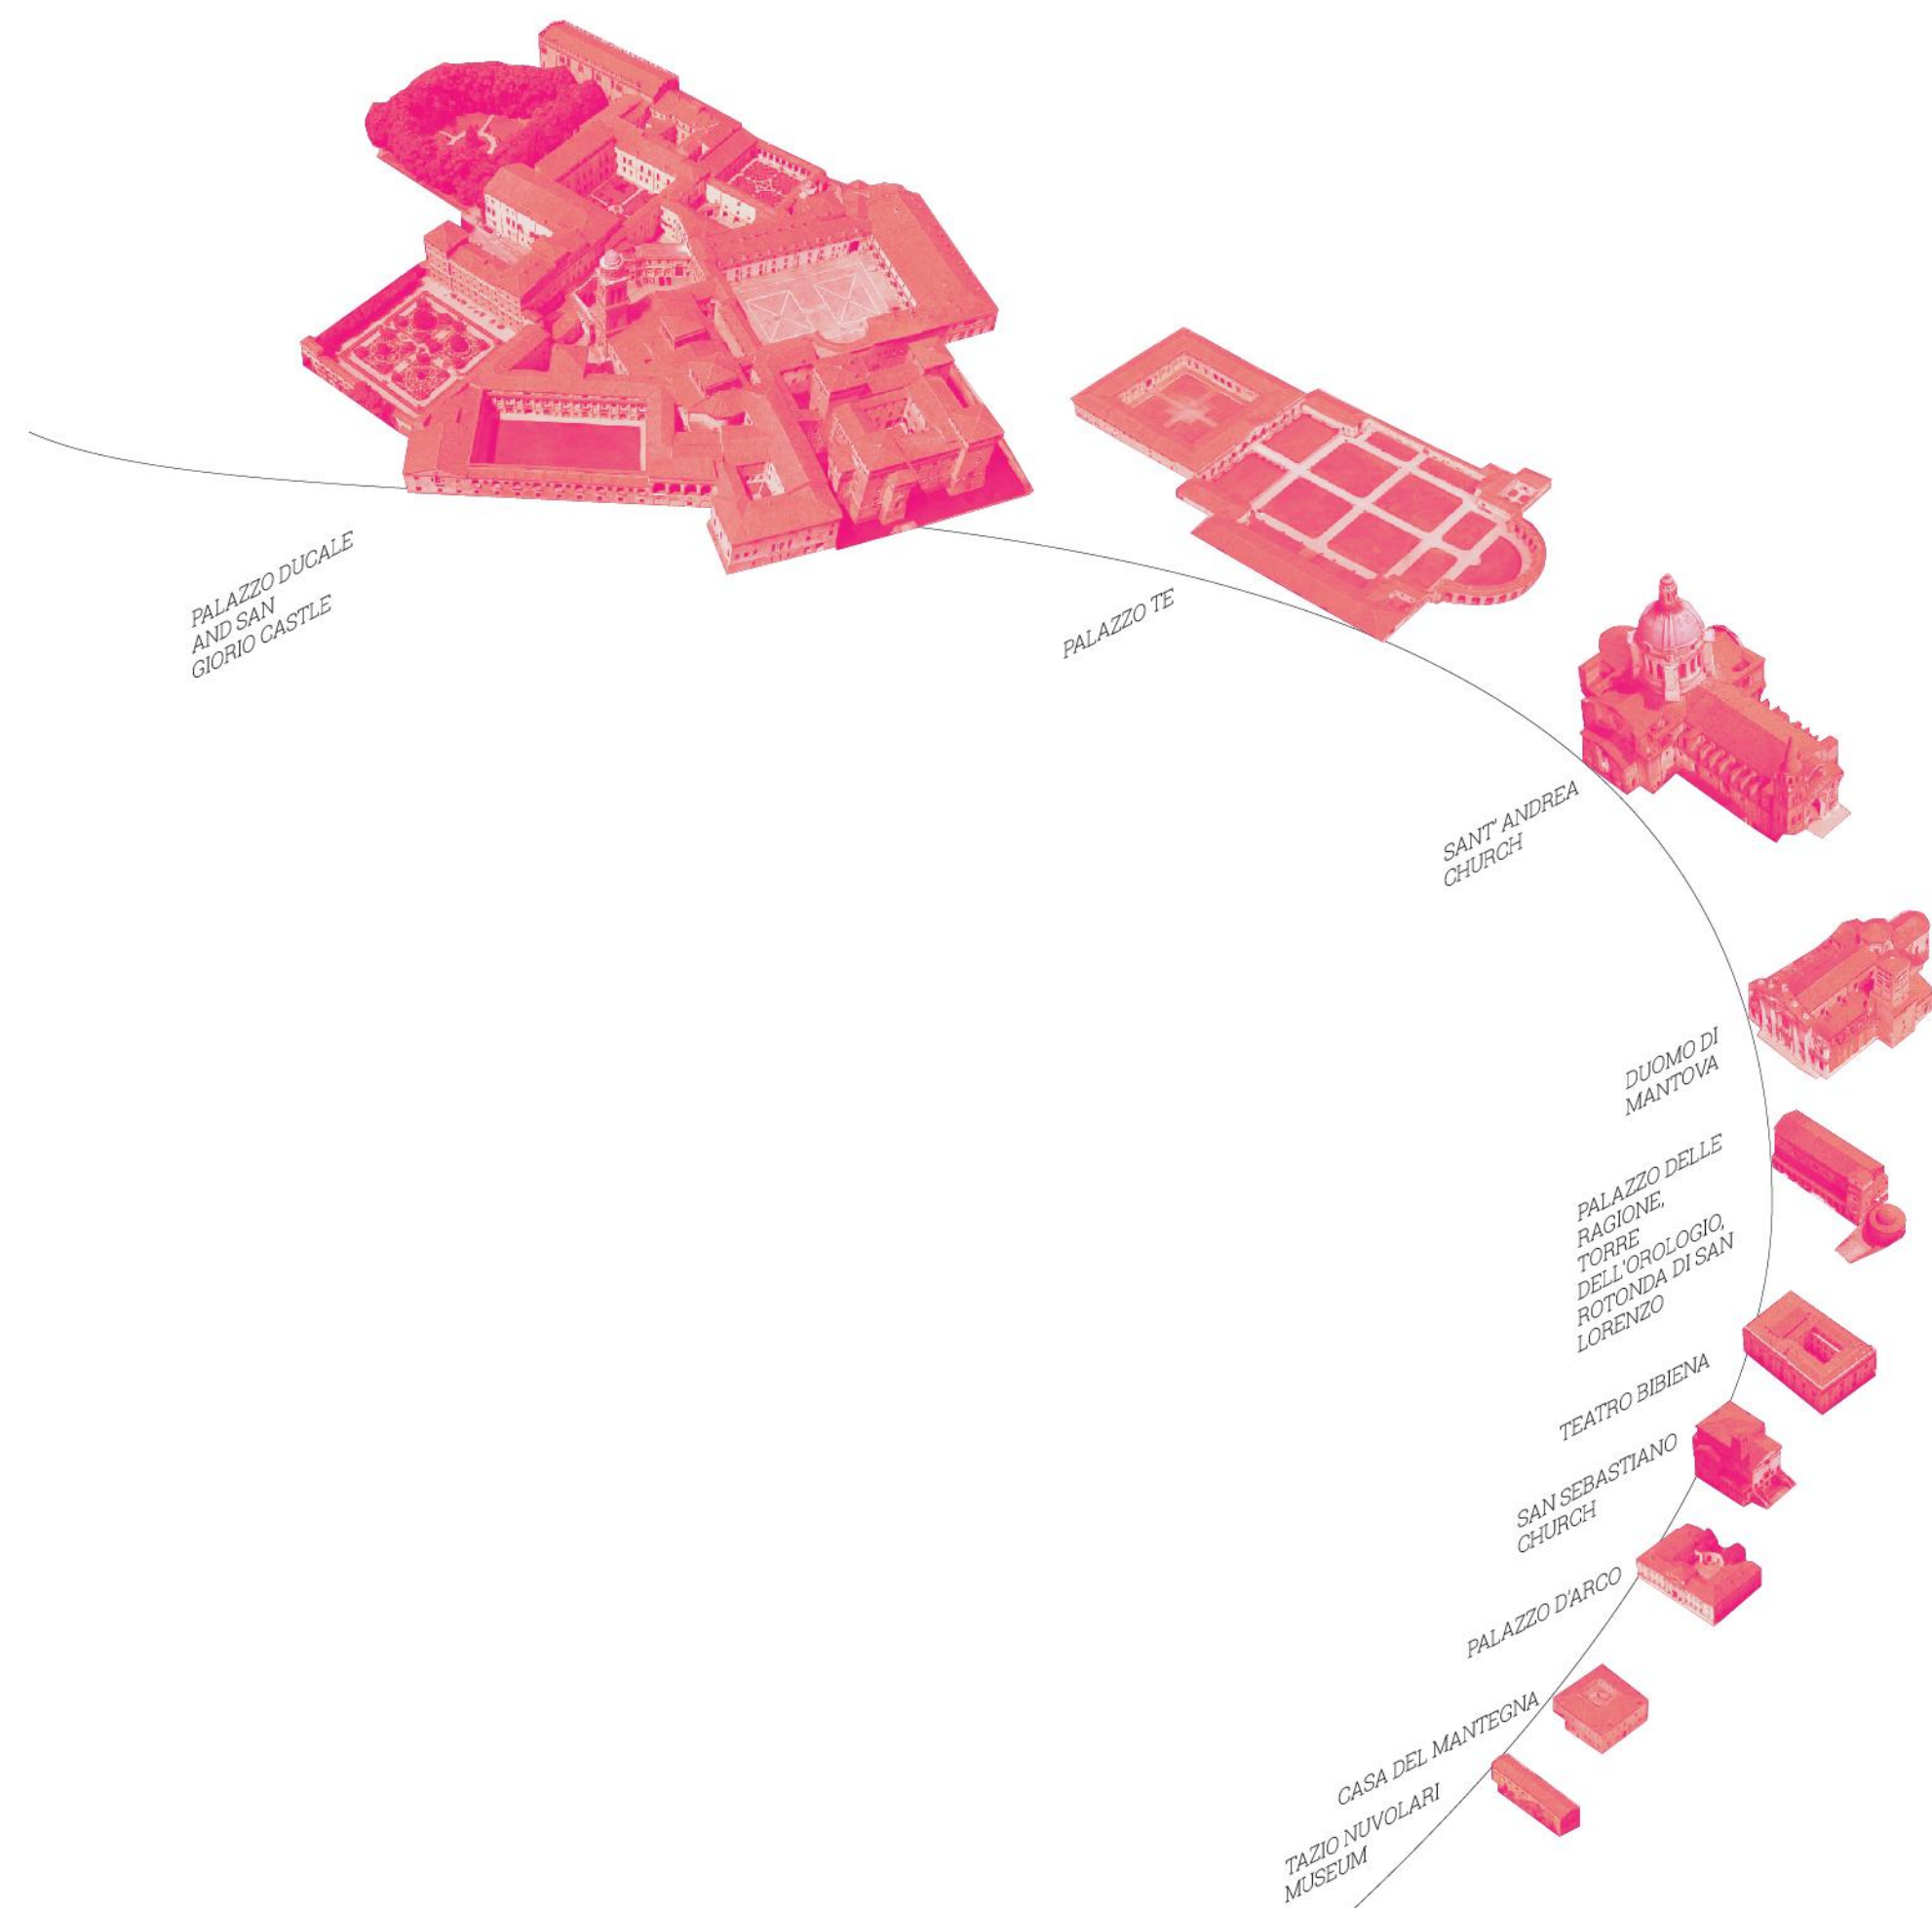 PALAZZO DUCALE
AND SAN
GIORIO CASTLE
PALAZZO TE
SANT' ANDREA
CHURCH
DUOMO DI
MANTOVA
PALAZZO DELLE
RAGIONE,
TORRE
DELL'OROLOGIO,
ROTONDA DI SAN
LORENZO
TEATRO BIBIENA
SAN SEBASTIANO
CHURCH
PALAZZO D'ARCO
CASA DEL MANTEGNA
TAZIO NUVOLARI
MUSEUM